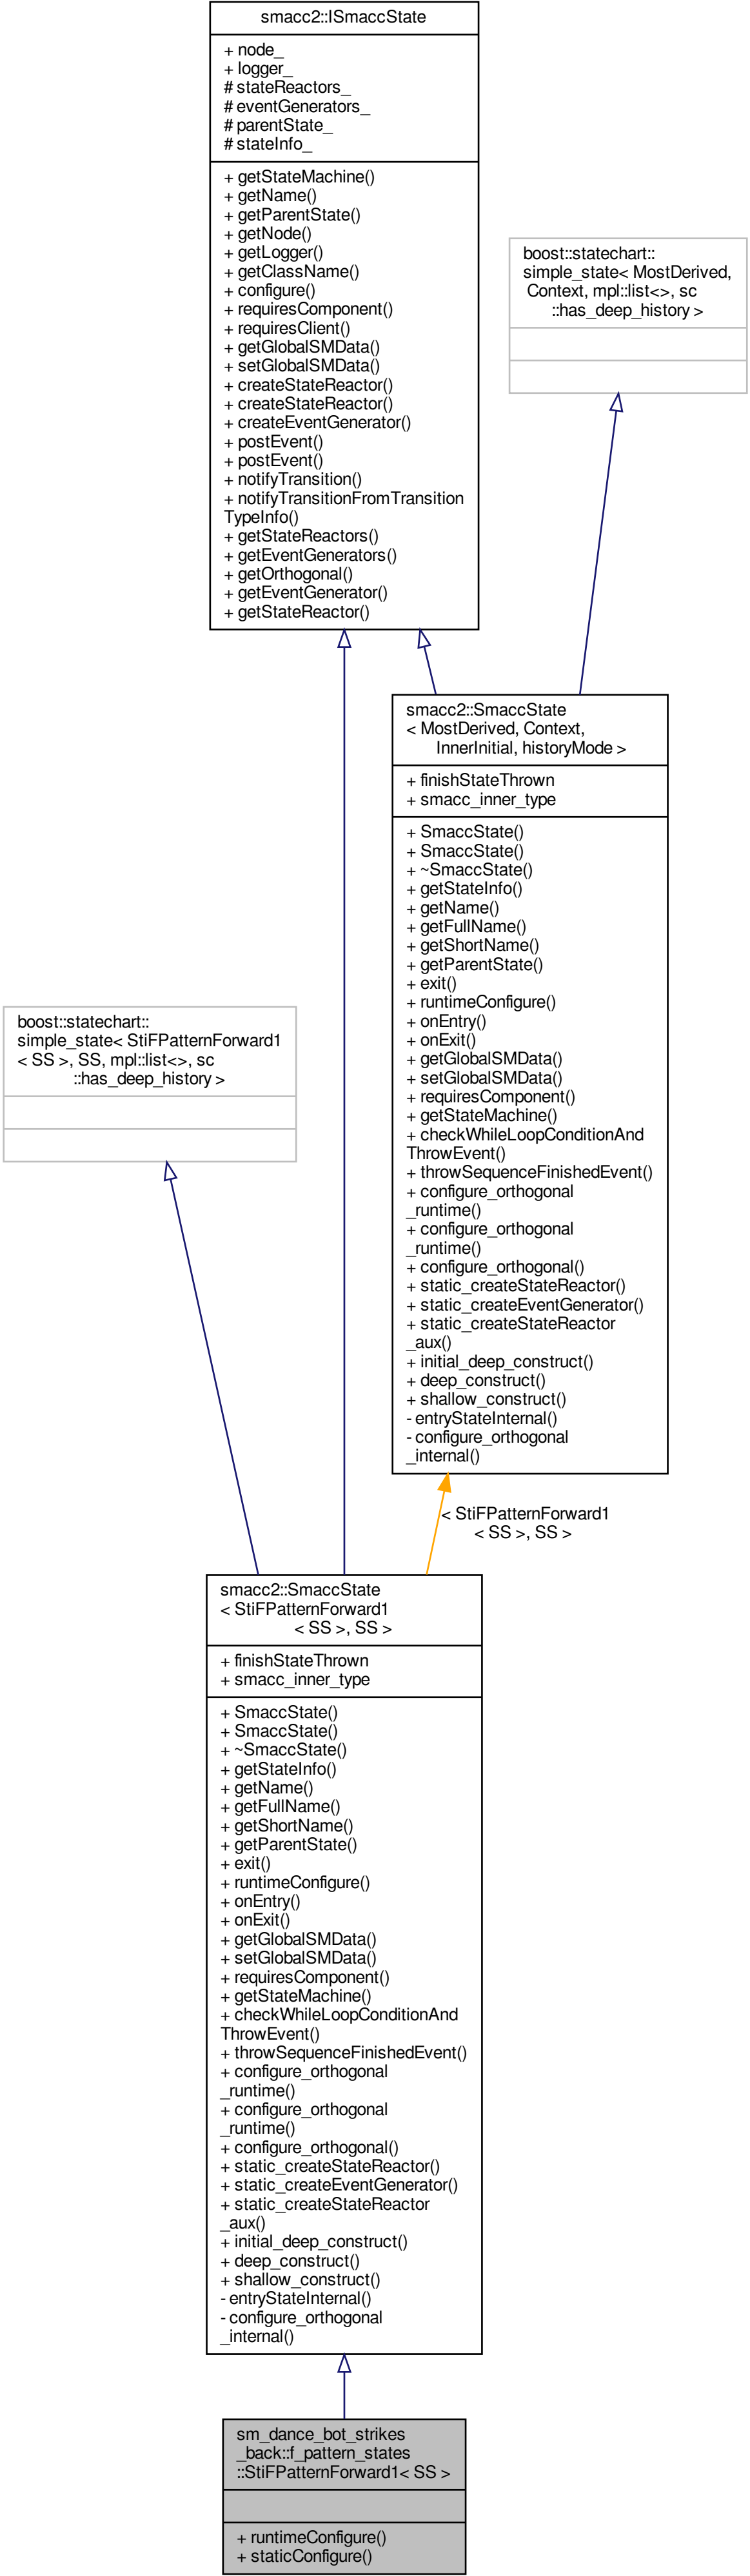 smacc2::ISmaccState
+ node_
+ logger_
# stateReactors_
# eventGenerators_
# parentState_
# stateInfo_
+ getStateMachine()
+ getName()
+ getParentState()
+ getNode()
+ getLogger()
+ getClassName()
+ configure()
+ requiresComponent()
+ requiresClient()
+ getGlobalSMData()
+ setGlobalSMData()
+ createStateReactor()
+ createStateReactor()
+ createEventGenerator()
+ postEvent()
+ postEvent()
+ notifyTransition()
+ notifyTransitionFromTransition
TypeInfo()
+ getStateReactors()
+ getEventGenerators()
+ getOrthogonal()
+ getEventGenerator()
+ getStateReactor()
boost::statechart::
simple_state< MostDerived,
Context, mpl::list<>, sc
::has_deep_history >
smacc2::SmaccState
< MostDerived, Context,
InnerInitial, historyMode >
+ finishStateThrown
+ smacc_inner_type
+ SmaccState()
+ SmaccState()
+ ~SmaccState()
+ getStateInfo()
+ getName()
+ getFullName()
+ getShortName()
+ getParentState()
+ exit()
+ runtimeConfigure()
+ onEntry()
+ onExit()
+ getGlobalSMData()
+ setGlobalSMData()
+ requiresComponent()
+ getStateMachine()
+ checkWhileLoopConditionAnd
ThrowEvent()
+ throwSequenceFinishedEvent()
+ configure_orthogonal
_runtime()
+ configure_orthogonal
_runtime()
+ configure_orthogonal()
+ static_createStateReactor()
+ static_createEventGenerator()
+ static_createStateReactor
_aux()
+ initial_deep_construct()
+ deep_construct()
+ shallow_construct()
- entryStateInternal()
- configure_orthogonal
_internal()
boost::statechart::
simple_state< StiFPatternForward1
< SS >, SS, mpl::list<>, sc
::has_deep_history >
< StiFPatternForward1
< SS >, SS >
smacc2::SmaccState
< StiFPatternForward1
< SS >, SS >
+ finishStateThrown
+ smacc_inner_type
+ SmaccState()
+ SmaccState()
+ ~SmaccState()
+ getStateInfo()
+ getName()
+ getFullName()
+ getShortName()
+ getParentState()
+ exit()
+ runtimeConfigure()
+ onEntry()
+ onExit()
+ getGlobalSMData()
+ setGlobalSMData()
+ requiresComponent()
+ getStateMachine()
+ checkWhileLoopConditionAnd
ThrowEvent()
+ throwSequenceFinishedEvent()
+ configure_orthogonal
_runtime()
+ configure_orthogonal
_runtime()
+ configure_orthogonal()
+ static_createStateReactor()
+ static_createEventGenerator()
+ static_createStateReactor
_aux()
+ initial_deep_construct()
+ deep_construct()
+ shallow_construct()
- entryStateInternal()
- configure_orthogonal
_internal()
sm_dance_bot_strikes
_back::f_pattern_states
::StiFPatternForward1< SS >
+ runtimeConfigure()
+ staticConfigure()